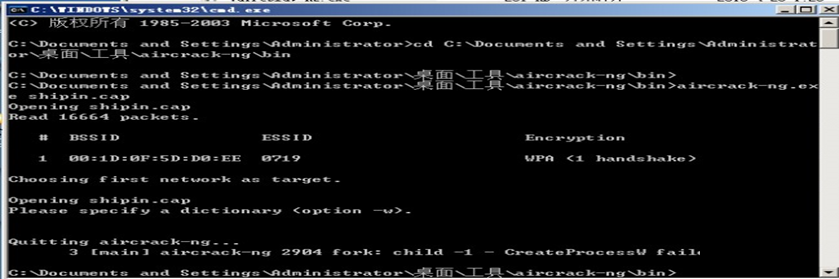 C:\WINDOWS\system32\cmd.exe
(C) 版权所有 1985-2003 Microsoft Corp.
C:\Documents and Settings\Administrator>cd C:\Documents and Settings\Administrat
or\桌面\工具\aircrack-ng\bin
C:\Documents and Settings\Administrator\桌面\工具\aircrack-ng\bin>
C:\Documents and Settings\Administrator\桌面\工具\aircrack-ng\bin>aircrack-ng.ex
e shipin.cap
Opening shipin.cap
Read 16664 packets.
# BSSID ESSID Encryption
1 00:1D:0F:5D:D0:EE 0719 WPA (1 handshake)
Choosing first network as target.
Opening shipin.cap
Please specify a dictionary (option -w).
Quitting aircrack-ng...
3 [main] aircrack-ng 2904 fork: child -1 - CreateProcessW fail
C:\Documents and Settings\Administrator\桌面\工具\aircrack-ng\bin>